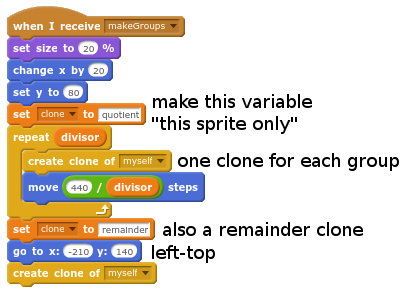 when I receive makeGroups
set size to 20 %
change x by 20
set y to 80
set clone to quotient
make this variable
"this sprite only"
repeat divisor
create clone of myself
one clone for each group
move 440 / divisor steps
set clone to remainder
also a remainder clone
go to x: -210 y: 140
left-top
create clone of myself